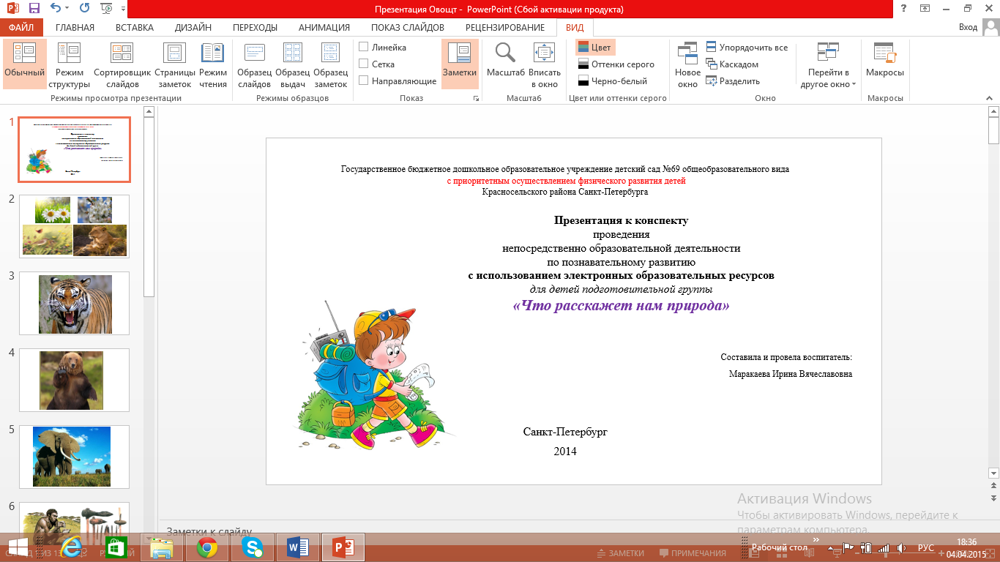 Презентация Овощт - PowerPoint (Сбой активации продукта)
ФАЙЛ ГЛАВНАЯ ВСТАВКА ДИЗАЙН ПЕРЕХОДЫ АНИМАЦИЯ ПОКАЗ СЛАЙДОВ РЕЦЕНЗИРОВАНИЕ ВИД Вход
Обычный
Режим структуры
Сортировщик слайдов
Страницы заметок
Режим чтения
Режимы просмотра презентации
Образец слайдов
Образец выдач
Образец заметок
Режимы образцов
Линейка
Сетка
Направляющие
Заметки
Показ
Масштаб
Вписать в окно
Масштаб
Цвет
Оттенки серого
Черно-белый
Цвет или оттенки серого
Новое окно
Упорядочить все
Каскадом
Разделить
Перейти в другое окно
Окно
Макросы
Макросы
1
2
3
4
5
6
Государственное бюджетное дошкольное образовательное учреждение детский сад №69 общеобразовательного вида
с приоритетным осуществлением физического развития детей
Красносельского района Санкт-Петербурга
Презентация к конспекту
проведения
непосредственно образовательной деятельности
по познавательному развитию
с использованием электронных образовательных ресурсов
для детей подготовительной группы
«Что расскажет нам природа»
Составила и провела воспитатель:
Маракаева Ирина Вячеславовна
Санкт-Петербург
2014
Активация Windows
Чтобы активировать Windows, перейдите к
параметрам компьютера.
Заметки к слайду
ЗАМЕТКИ ПРИМЕЧАНИЯ
Рабочий стол
РУС
18:36
04.04.2015